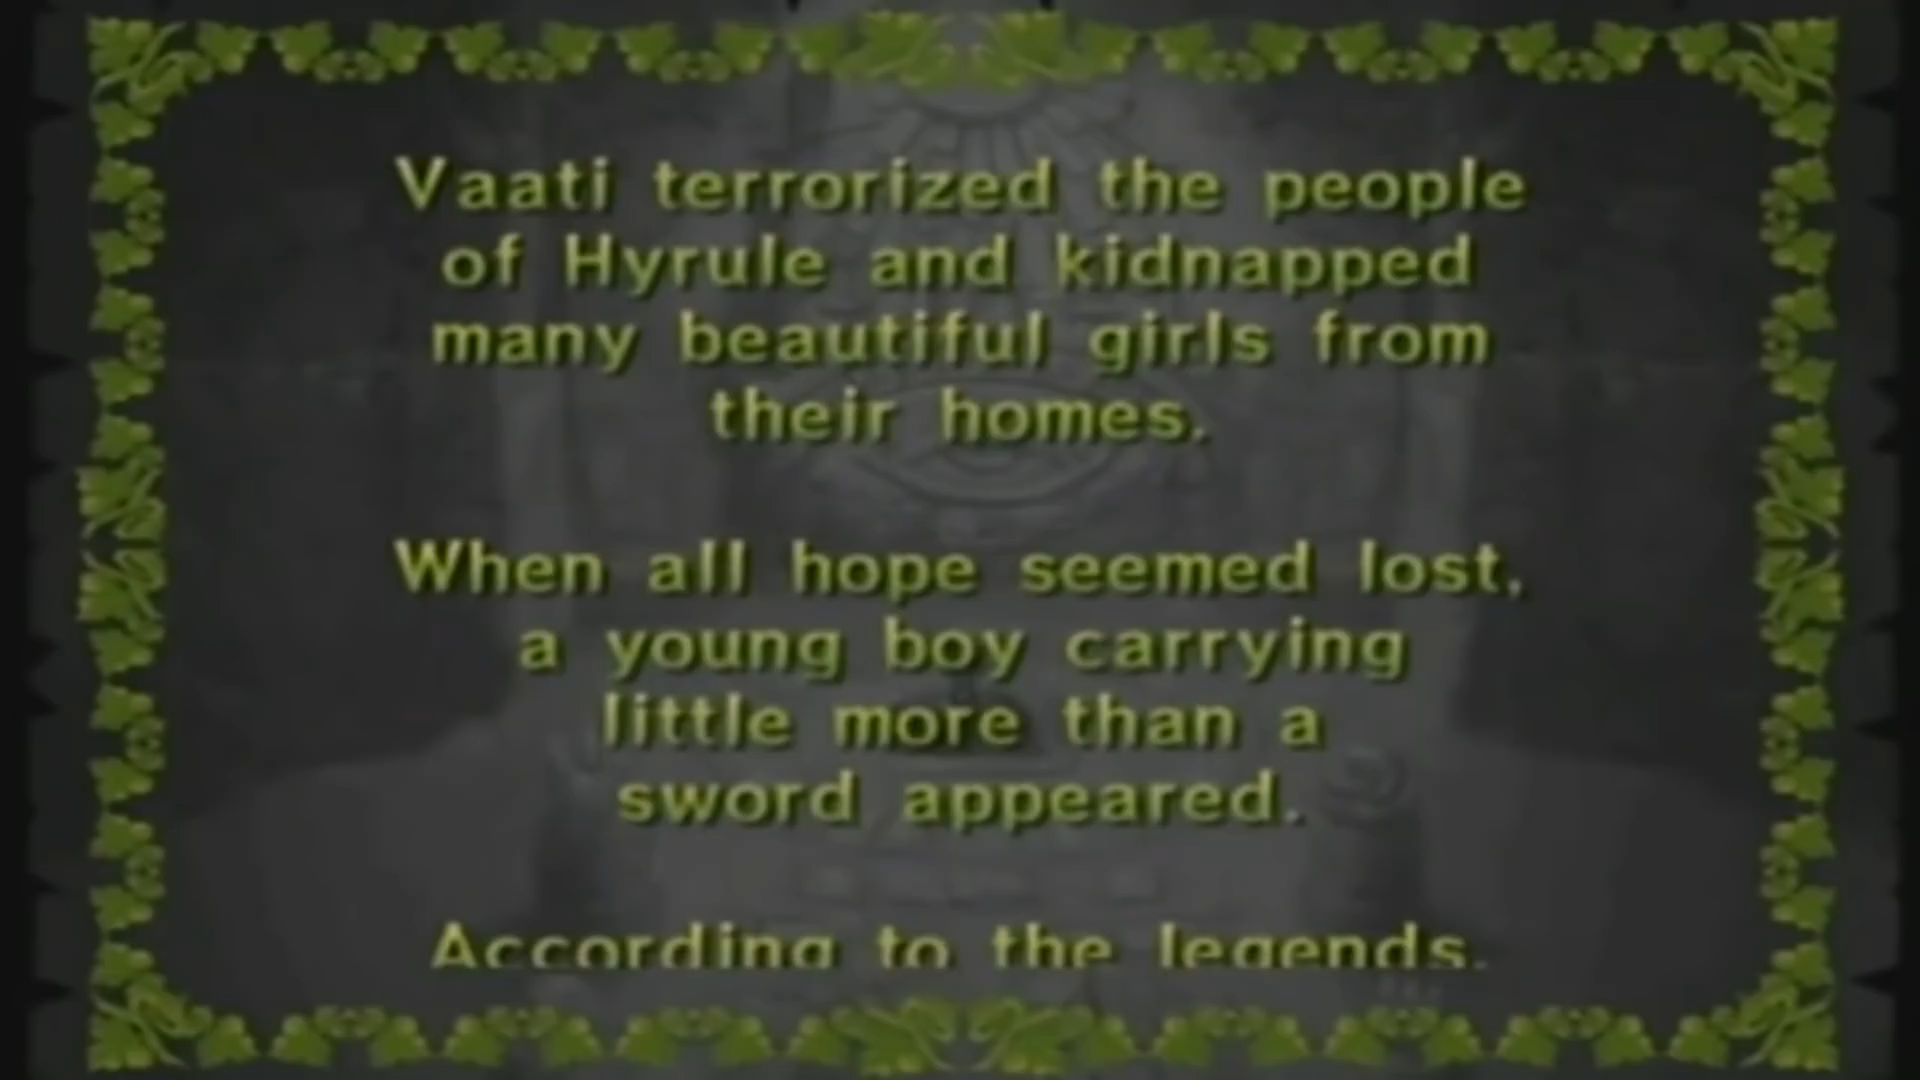 Vaati terrorized the people
of Hyrule and kidnapped
many beautiful girls from
their homes.
When all hope seemed lost,
a young boy carrying
little more than a
sword appeared.
According to the legends,